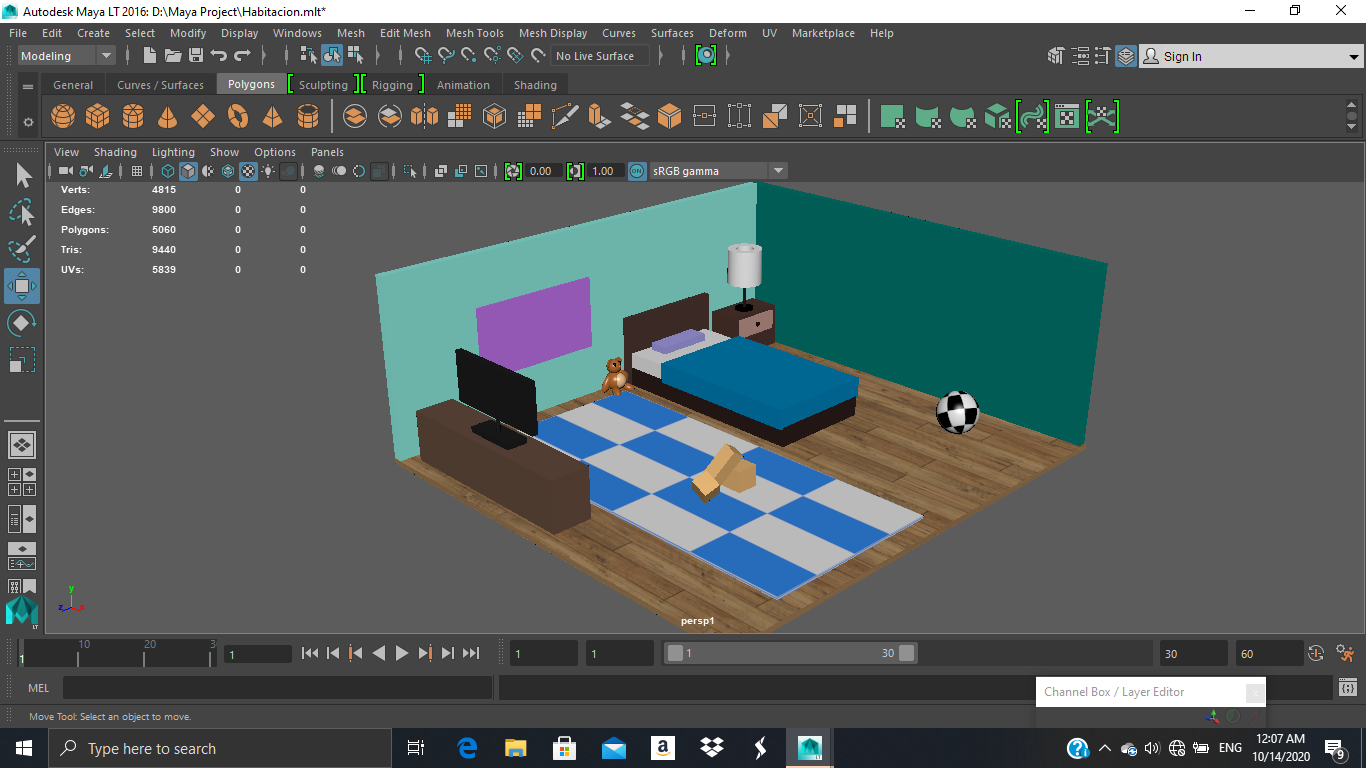 Autodesk Maya LT 2016: D:\Maya Project\Habitacion.mlt*
File Edit Create Select Modify Display Windows Mesh Edit Mesh Mesh Tools Mesh Display Curves Surfaces Deform UV Marketplace Help
Modeling No Live Surface Sign In
General Curves / Surfaces Polygons Sculpting Rigging Animation Shading
View Shading Lighting Show Options Panels
0.00 1.00 ON sRGB gamma
Verts: 4815 0 0
Edges: 9800 0 0
Polygons: 5060 0 0
Tris: 9440 0 0
UVs: 5839 0 0
y
z x
LT
persp1
1 10 20 3
1 1 1 1 30 30 60
MEL
Channel Box / Layer Editor x
Move Tool: Select an object to move.
Type here to search
a
LT
ENG
12:07 AM
10/14/2020
9